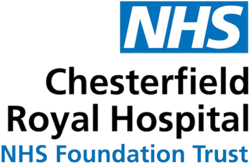 NHS
Chesterfield
Royal Hospital
NHS Foundation Trust